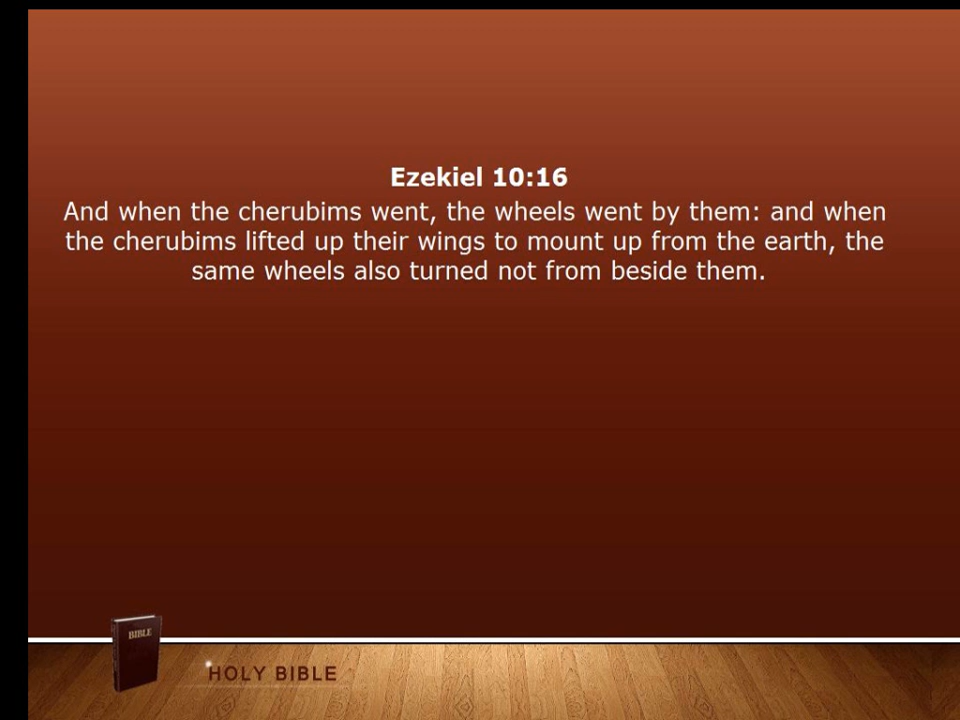 Ezekiel 10:16
And when the cherubims went, the wheels went by them: and when
the cherubims lifted up their wings to mount up from the earth, the
same wheels also turned not from beside them.
BIBLE
HOLY BIBLE